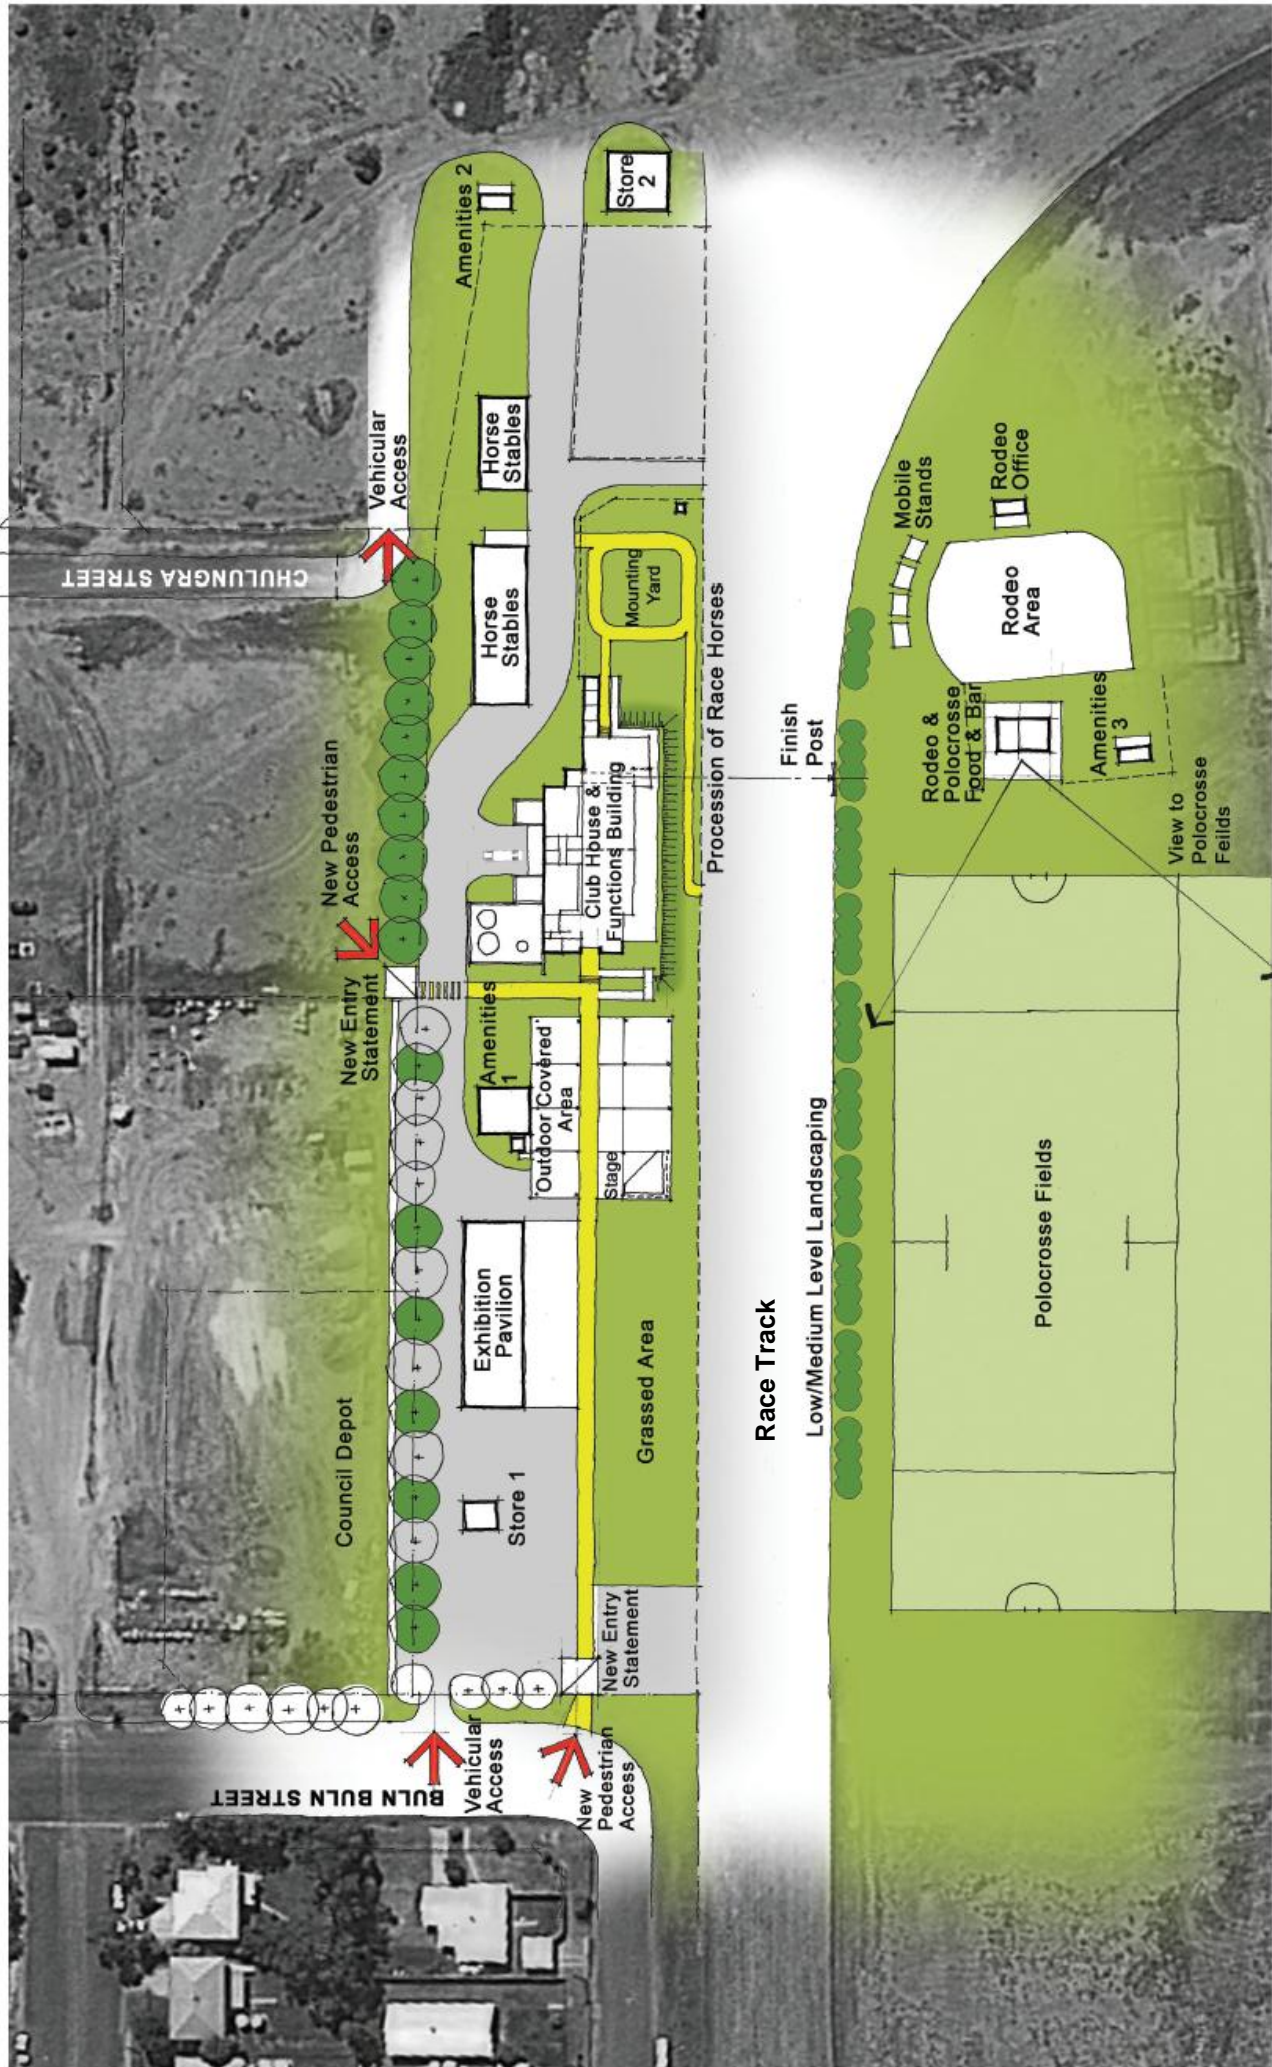 CHULUNGRA STREET
Vehicular
Access
Amenities 2
Store
2
Horse
Stables
Horse
Stables
Mounting
Yard
New Pedestrian
Access
New Entry
Statement
Club House &
Functions Building
Procession of Race Horses
Amenities
1
Outdoor Covered
Area
Stage
Exhibition
Pavilion
Grassed Area
Council Depot
Store 1
New Entry
Statement
BULN BULN STREET
Vehicular
Access
New
Pedestrian
Access
Race Track
Finish
Post
Low/Medium Level Landscaping
Mobile
Stands
Rodeo
Office
Rodeo
Area
Rodeo &
Polocrosse
Food & Bar
Amenities
3
View to
Polocrosse
Feilds
Polocrosse Fields